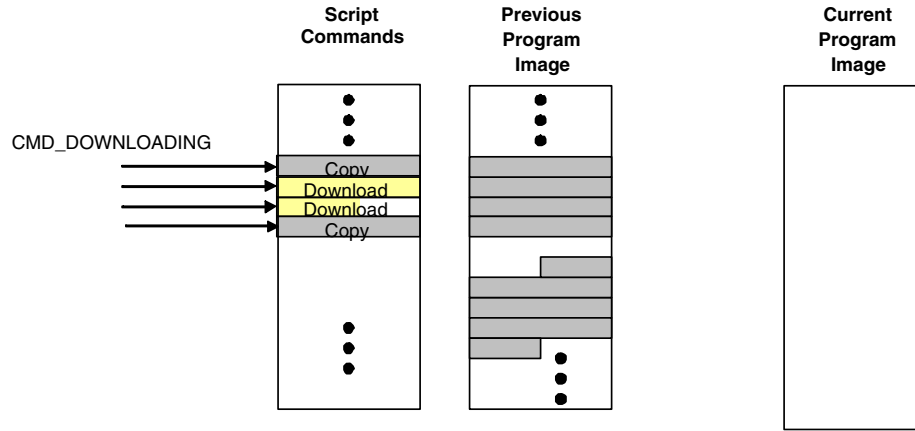 Script
Commands
Previous
Program
Image
Current
Program
Image
CMD_DOWNLOADING
Copy
Download
Download
Copy